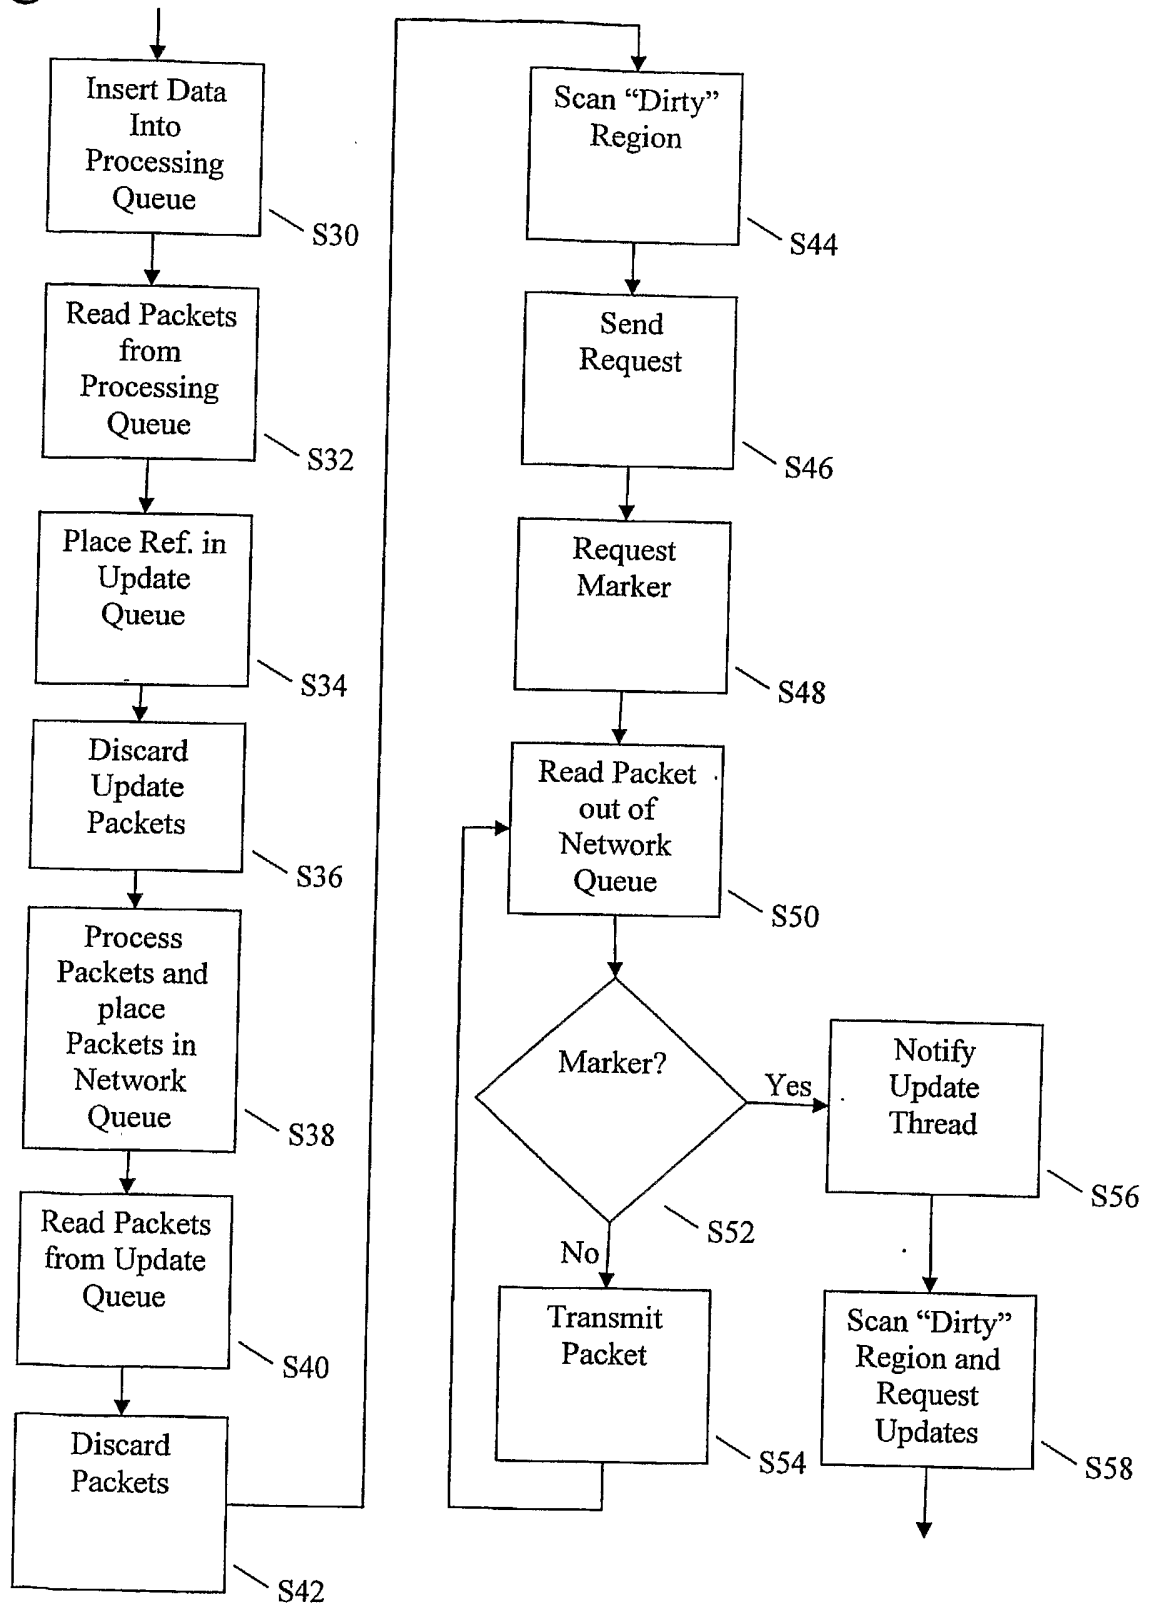 Insert Data
Into
Processing
Queue
S30
Read Packets
from
Processing
Queue
S32
Place Ref. in
Update
Queue
S34
Discard
Update
Packets
S36
Process
Packets and
place
Packets in
Network
Queue
S38
Read Packets
from Update
Queue
S40
Discard
Packets
S42
Scan “Dirty”
Region
S44
Send
Request
S46
Request
Marker
S48
Read Packet
out of
Network
Queue
S50
Marker?
S52
Yes
No
Transmit
Packet
S54
Notify
Update
Thread
S56
Scan “Dirty”
Region and
Request
Updates
S58